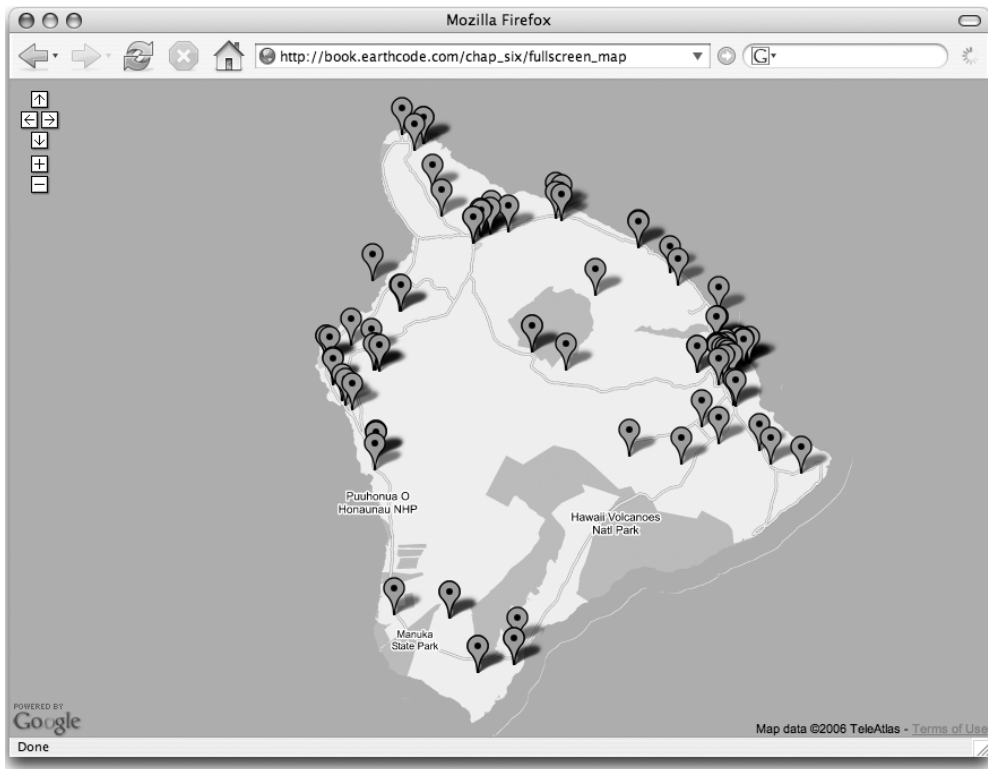 Mozilla Firefox
http://book.earthcode.com/chap_six/fullscreen_map
G
Puuhonua O
Honaunau NHP
Hawaii Volcanoes
Natl Park
Manuka
State Park
POWERED BY
Google
Map data ©2006 TeleAtlas - Terms of Use
Done